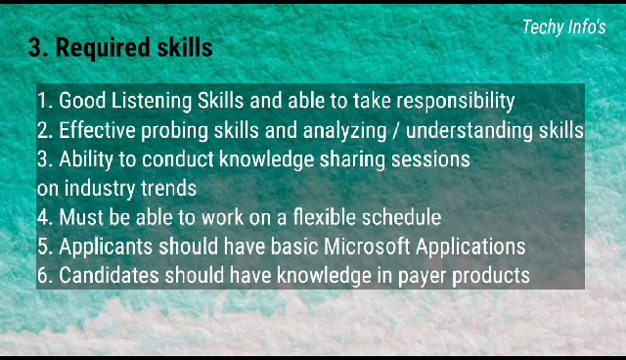 Techy Info's
3. Required skills
1. Good Listening Skills and able to take responsibility
2. Effective probing skills and analyzing / understanding skills
3. Ability to conduct knowledge sharing sessions
on industry trends
4. Must be able to work on a flexible schedule
5. Applicants should have basic Microsoft Applications
6. Candidates should have knowledge in payer products